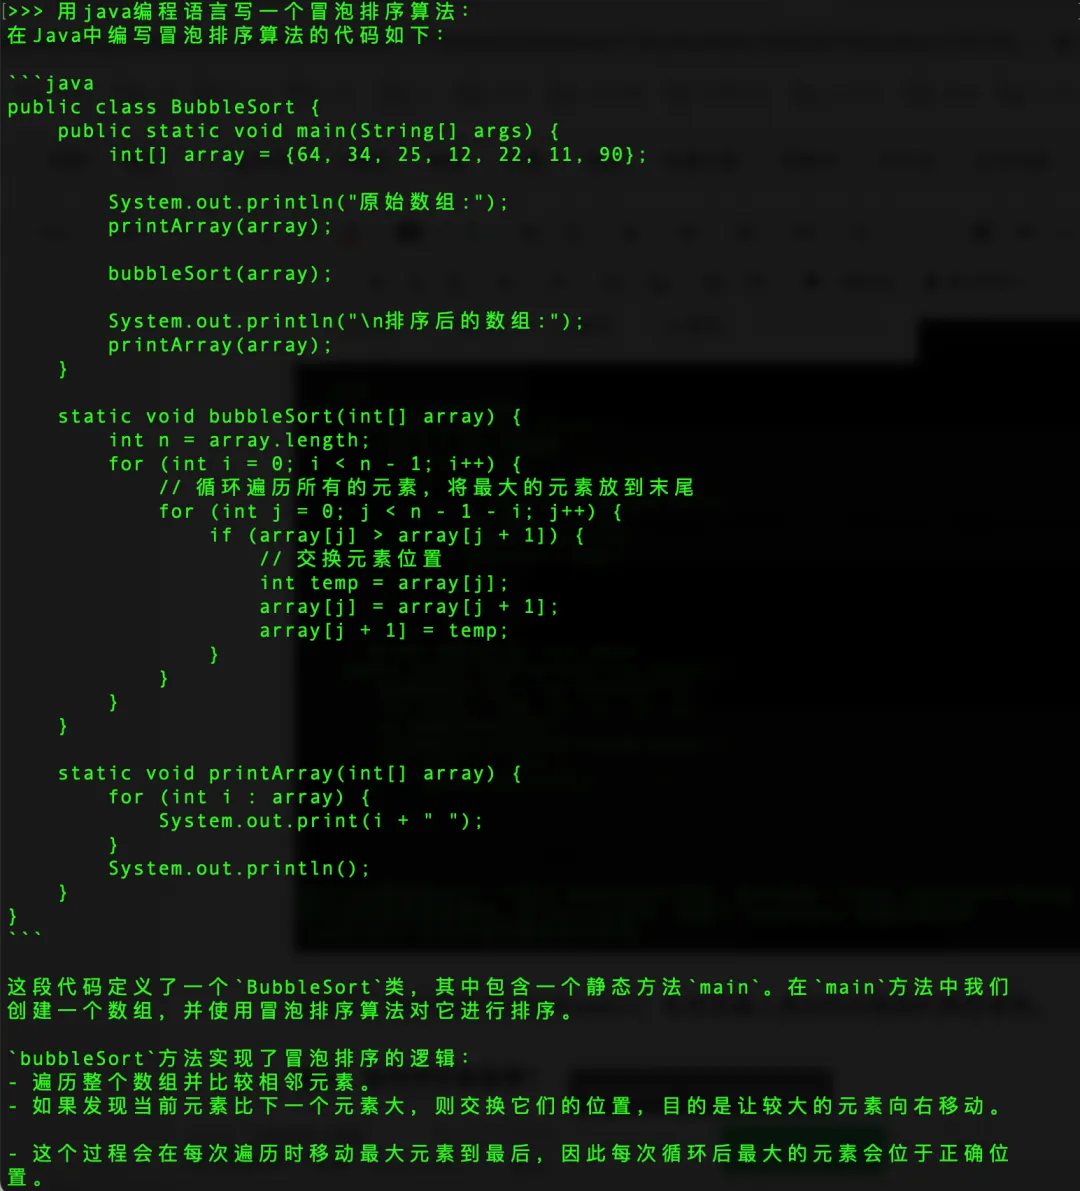 >>> 用java编程语言写一个冒泡排序算法：
在Java中编写冒泡排序算法的代码如下：
```java
public class BubbleSort {
    public static void main(String[] args) {
        int[] array = {64, 34, 25, 12, 22, 11, 90};
        System.out.println("原始数组:");
        printArray(array);
        bubbleSort(array);
        System.out.println("\n排序后的数组:");
        printArray(array);
    }
    static void bubbleSort(int[] array) {
        int n = array.length;
        for (int i = 0; i < n - 1; i++) {
            // 循环遍历所有的元素，将最大的元素放到末尾
            for (int j = 0; j < n - 1 - i; j++) {
                if (array[j] > array[j + 1]) {
                    // 交换元素位置
                    int temp = array[j];
                    array[j] = array[j + 1];
                    array[j + 1] = temp;
                }
            }
        }
    }
    static void printArray(int[] array) {
        for (int i : array) {
            System.out.print(i + " ");
        }
        System.out.println();
    }
}
```
这段代码定义了一个`BubbleSort`类，其中包含一个静态方法`main`。在`main`方法中我们
创建一个数组，并使用冒泡排序算法对它进行排序。
`bubbleSort`方法实现了冒泡排序的逻辑：
- 遍历整个数组并比较相邻元素。
- 如果发现当前元素比下一个元素大，则交换它们的位置，目的是让较大的元素向右移动。
- 这个过程会在每次遍历时移动最大元素到最后，因此每次循环后最大的元素会位于正确位
置。